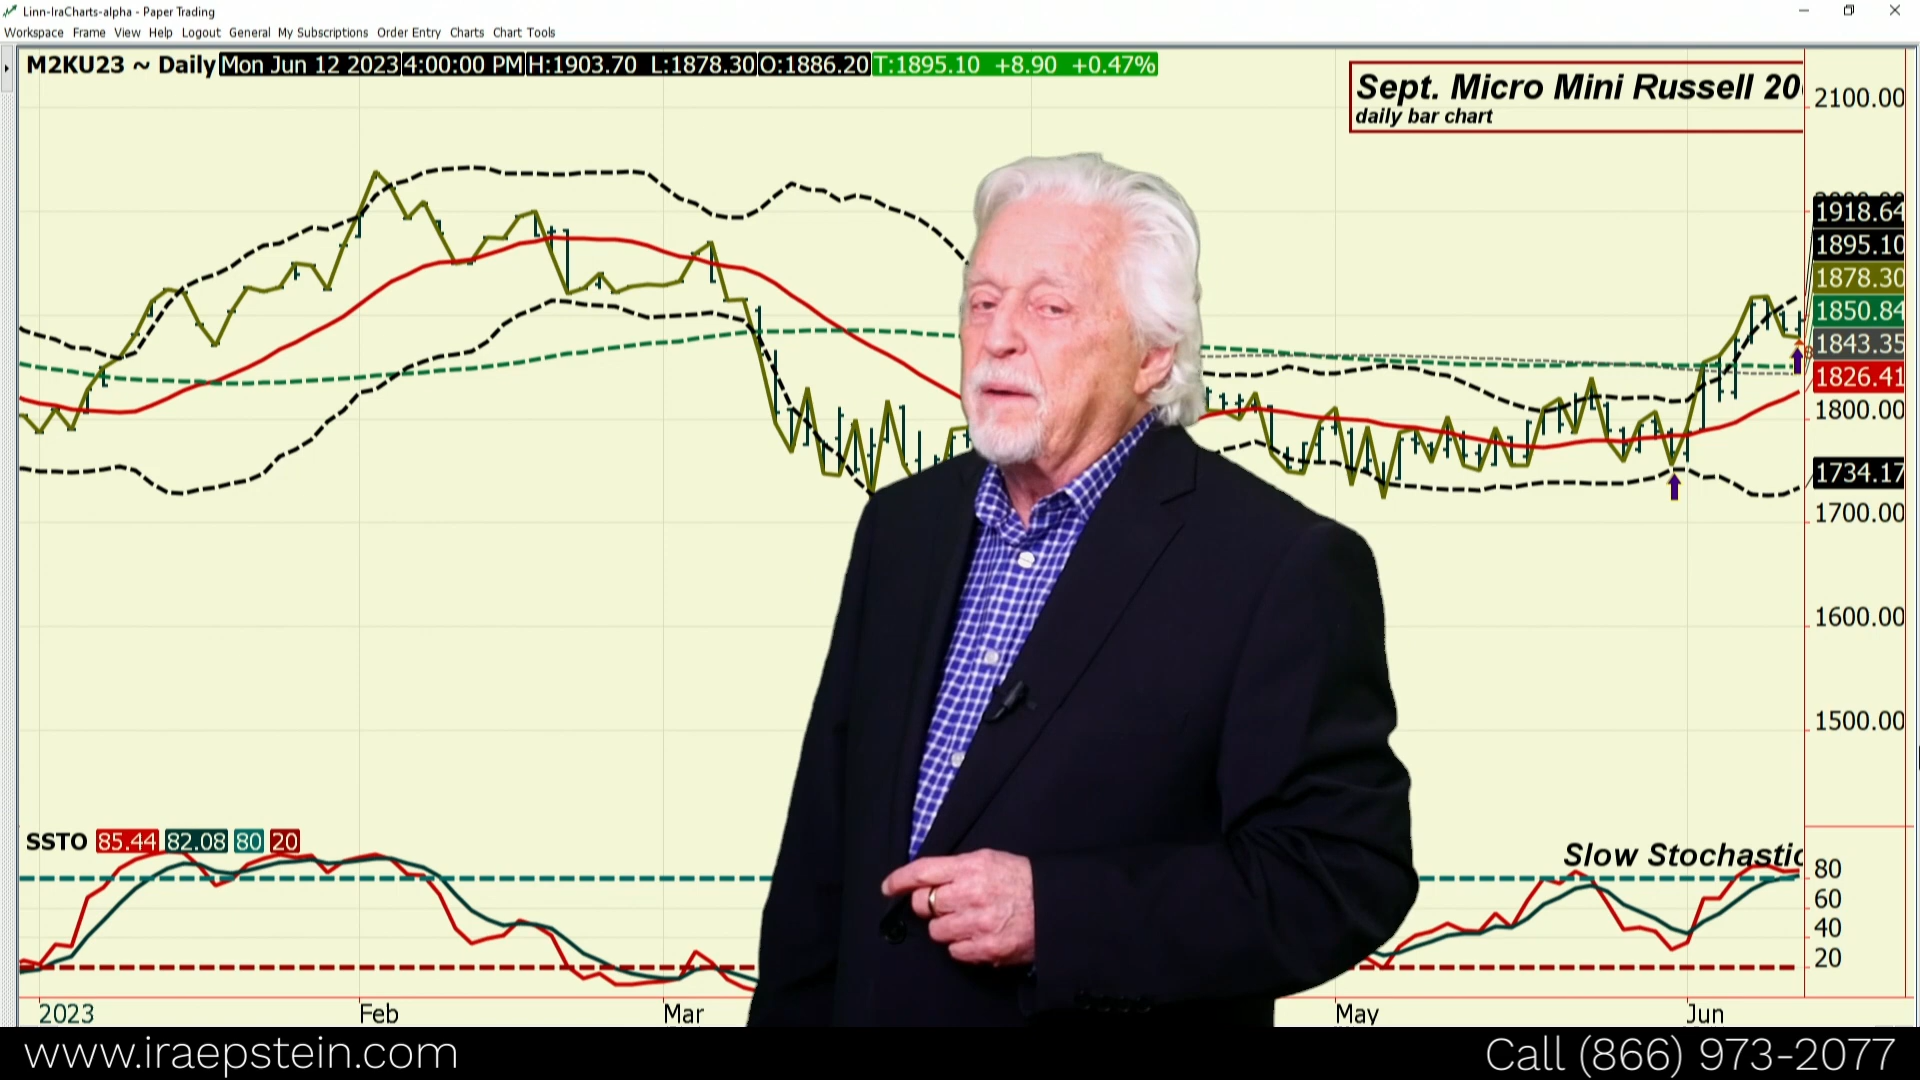 Linn-IraCharts-alpha - Paper Trading
Workspace Frame View Help Logout General My Subscriptions Order Entry Charts Chart Tools
M2KU23 ~ Daily Mon Jun 12 2023 4:00:00 PM H:1903.70 L:1878.30 O:1886.20 T:1895.10 +8.90 +0.47%
Sept. Micro Mini Russell 20
daily bar chart
2100.00
1918.64
1895.10
1878.30
1850.84
1843.35
1826.41
1800.00
1734.17
1700.00
1600.00
1500.00
SSTO 85.44 82.08 80 20
Slow Stochastic
80
60
40
20
2023 Feb Mar May Jun
www.iraepstein.com
Call (866) 973-2077